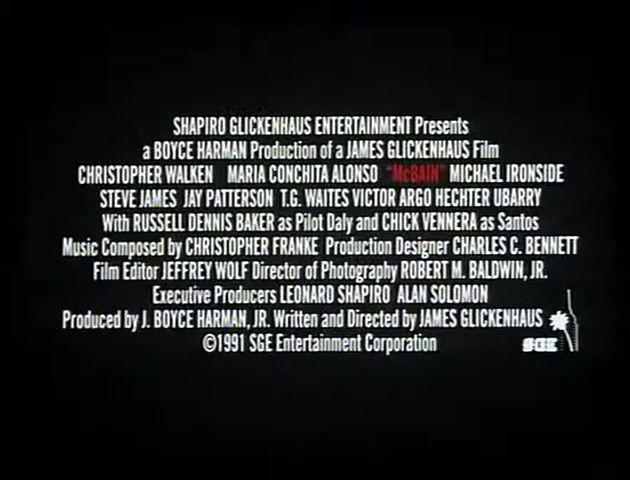 SHAPIRO GLICKENHAUS ENTERTAINMENT Presents
a BOYCE HARMAN Production of a JAMES GLICKENHAUS Film
CHRISTOPHER WALKEN MARIA CONCHITA ALONSO "McBAIN" MICHAEL IRONSIDE
STEVE JAMES JAY PATTERSON T.G. WAITES VICTOR ARGO HECHTER UBARRY
With RUSSELL DENNIS BAKER as Pilot Daly and CHICK VENNERA as Santos
Music Composed by CHRISTOPHER FRANKE Production Designer CHARLES C. BENNETT
Film Editor JEFFREY WOLF Director of Photography ROBERT M. BALDWIN, JR.
Executive Producers LEONARD SHAPIRO ALAN SOLOMON
Produced by J. BOYCE HARMAN, JR. Written and Directed by JAMES GLICKENHAUS
©1991 SGE Entertainment Corporation
SGE